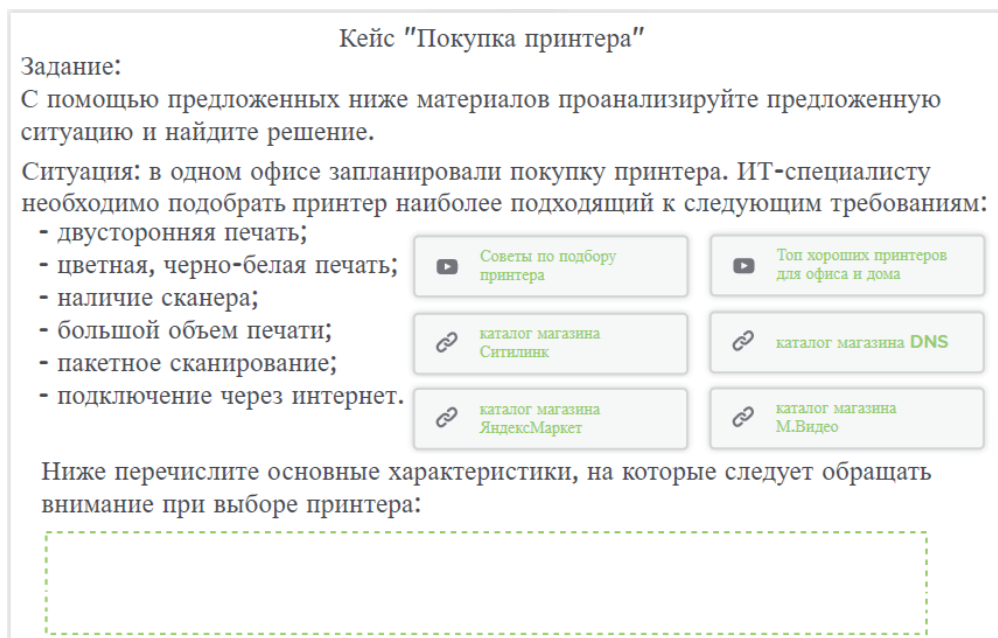 Кейс "Покупка принтера"
Задание:
С помощью предложенных ниже материалов проанализируйте предложенную
ситуацию и найдите решение.
Ситуация: в одном офисе запланировали покупку принтера. ИТ-специалисту
необходимо подобрать принтер наиболее подходящий к следующим требованиям:
- двусторонняя печать;
- цветная, черно-белая печать;
- наличие сканера;
- большой объем печати;
- пакетное сканирование;
- подключение через интернет.
Советы по подбору
принтера
Топ хороших принтеров
для офиса и дома
каталог магазина
Ситилинк
каталог магазина DNS
каталог магазина
ЯндексМаркет
каталог магазина
М.Видео
Ниже перечислите основные характеристики, на которые следует обращать
внимание при выборе принтера: